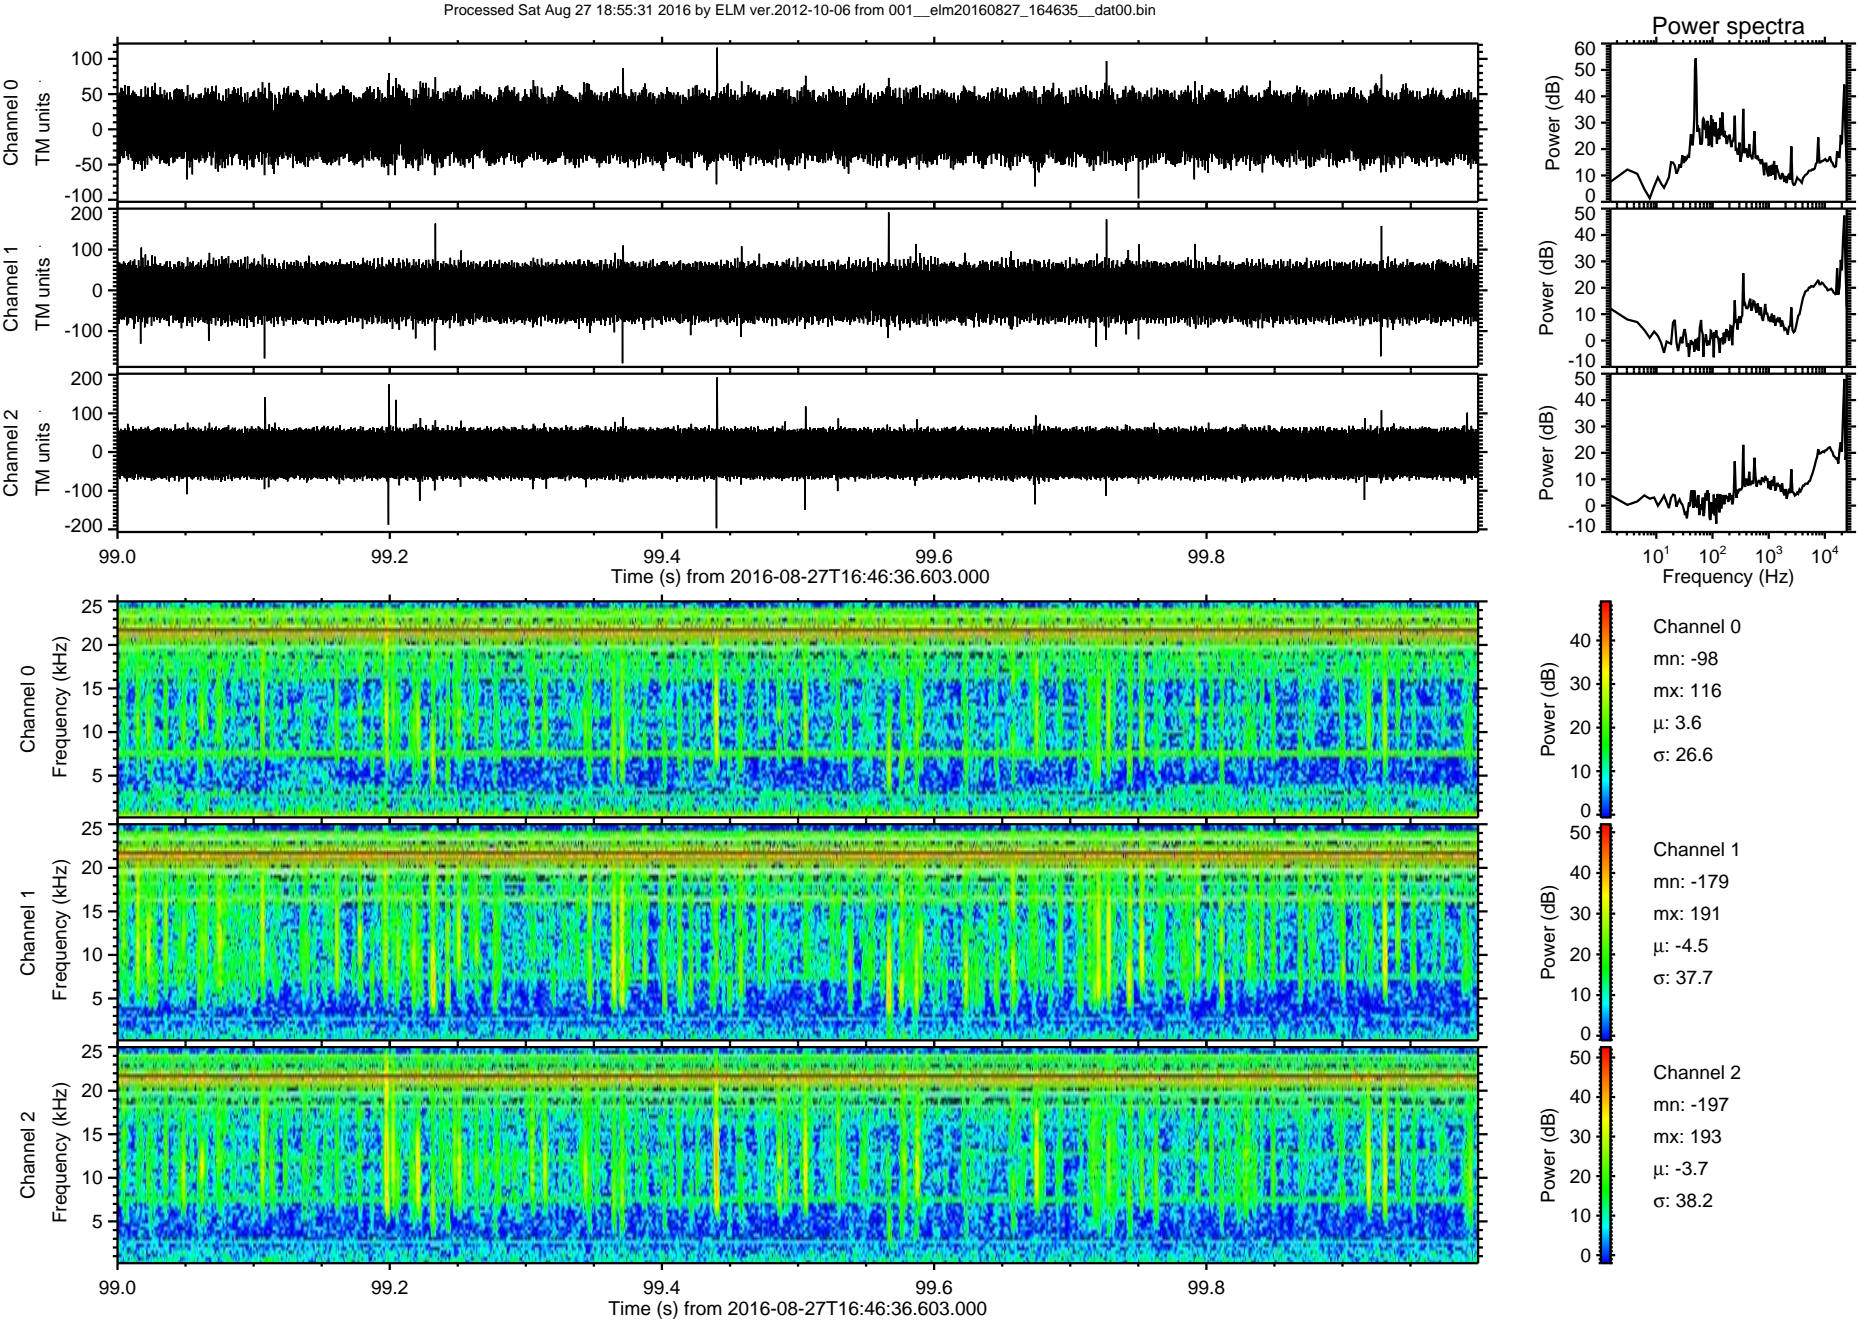 Processed Sat Aug 27 18:55:31 2016 by ELM ver.2012-10-06 from 001__elm20160827_164635__dat00.bin
Power spectra
Channel 0
TM units
100
50
0
-50
-100
Power (dB)
60
50
40
30
20
10
0
Channel 1
TM units
200
100
0
-100
Power (dB)
50
40
30
20
10
0
-10
Channel 2
TM units
200
100
0
-100
-200
Power (dB)
50
40
30
20
10
0
-10
99.0 99.2 99.4 99.6 99.8
Time (s) from 2016-08-27T16:46:36.603.000
10¹ 10² 10³ 10⁴
Frequency (Hz)
Channel 0
Frequency (kHz)
25
20
15
10
5
Power (dB)
40
30
20
10
0
Channel 0
mn: -98
mx: 116
μ: 3.6
σ: 26.6
Channel 1
Frequency (kHz)
25
20
15
10
5
Power (dB)
50
40
30
20
10
0
Channel 1
mn: -179
mx: 191
μ: -4.5
σ: 37.7
Channel 2
Frequency (kHz)
25
20
15
10
5
Power (dB)
50
40
30
20
10
0
Channel 2
mn: -197
mx: 193
μ: -3.7
σ: 38.2
99.0 99.2 99.4 99.6 99.8
Time (s) from 2016-08-27T16:46:36.603.000